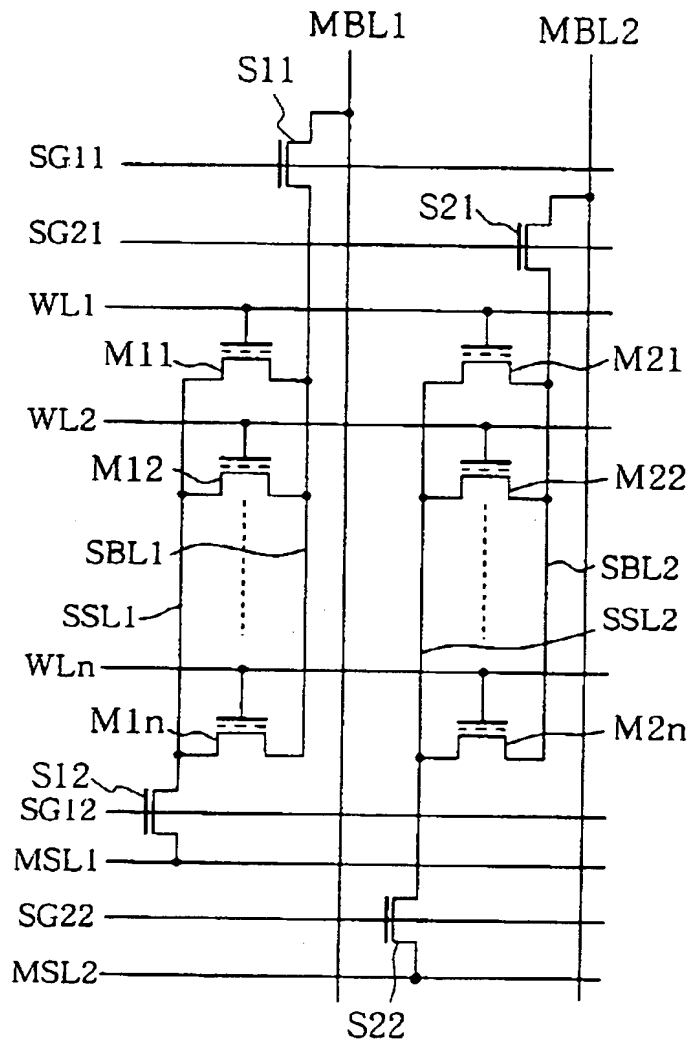 MBL1 MBL2
S11
SG11
S21
SG21
WL1
M11 M21
WL2
M12 M22
SBL1 SBL2
SSL1 SSL2
WLn
M1n M2n
S12
SG12
MSL1
SG22
MSL2
S22